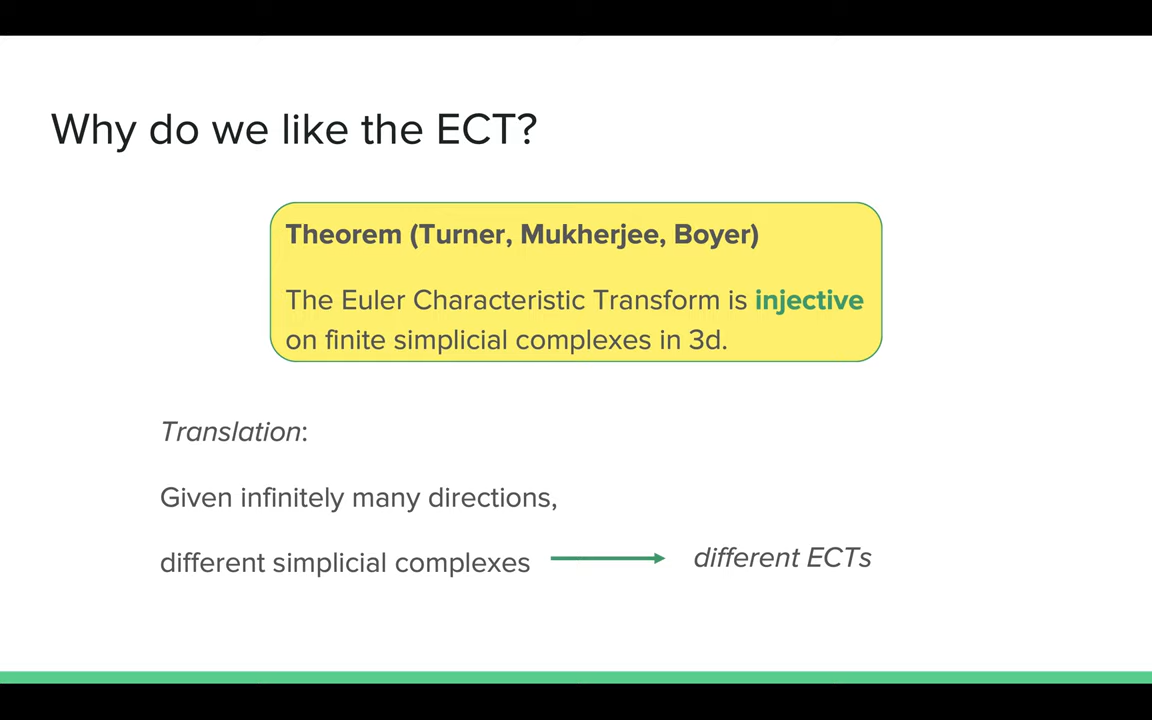 Why do we like the ECT?
Theorem (Turner, Mukherjee, Boyer)
The Euler Characteristic Transform is injective
on finite simplicial complexes in 3d.
Translation:
Given infinitely many directions,
different simplicial complexes
different ECTs